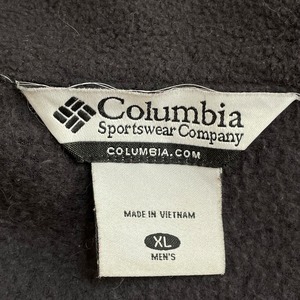 Columbia
Sportswear Company
COLUMBIA.COM
MADE IN VIETNAM
XL
MEN'S